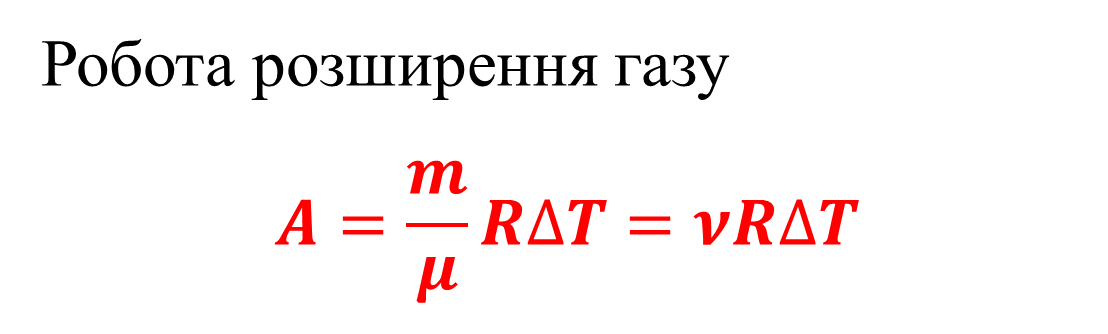 Робота розширення газу
A = m/μ RΔT = νRΔT